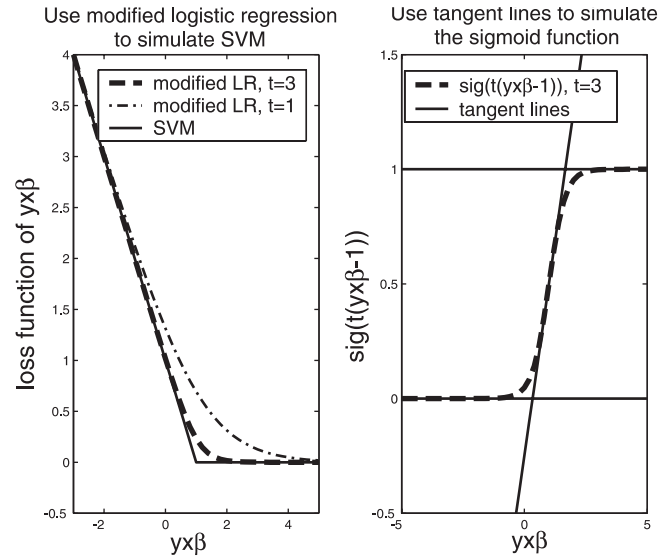 Use modified logistic regression
to simulate SVM
4
3.5
3
2.5
2
1.5
1
0.5
0
-0.5
-2
0
2
4
loss function of yxβ
yxβ
modified LR, t=3
modified LR, t=1
SVM
Use tangent lines to simulate
the sigmoid function
1.5
1
0.5
0
-0.5
-5
0
5
sig(t(yxβ-1))
yxβ
sig(t(yxβ-1)), t=3
tangent lines